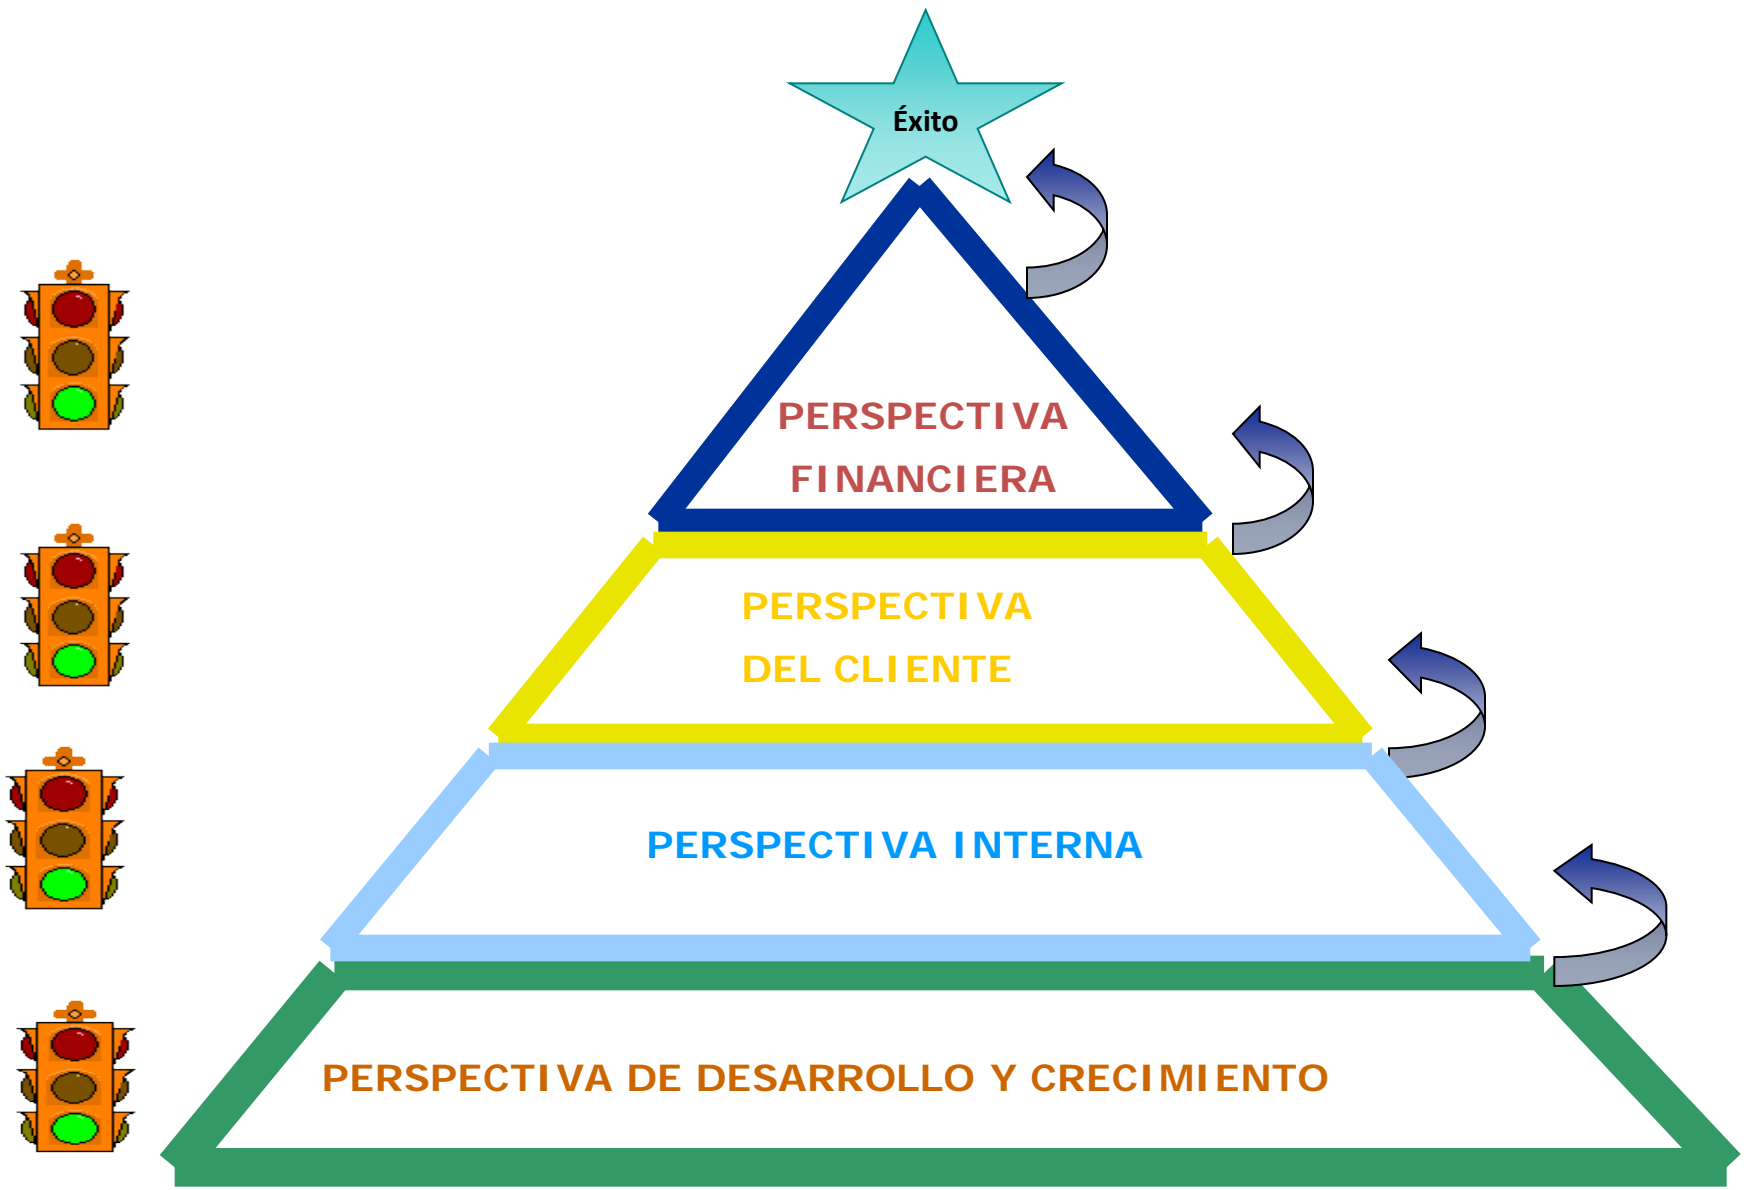 Éxito
PERSPECTIVA
FINANCIERA
PERSPECTIVA
DEL CLIENTE
PERSPECTIVA INTERNA
PERSPECTIVA DE DESARROLLO Y CRECIMIENTO